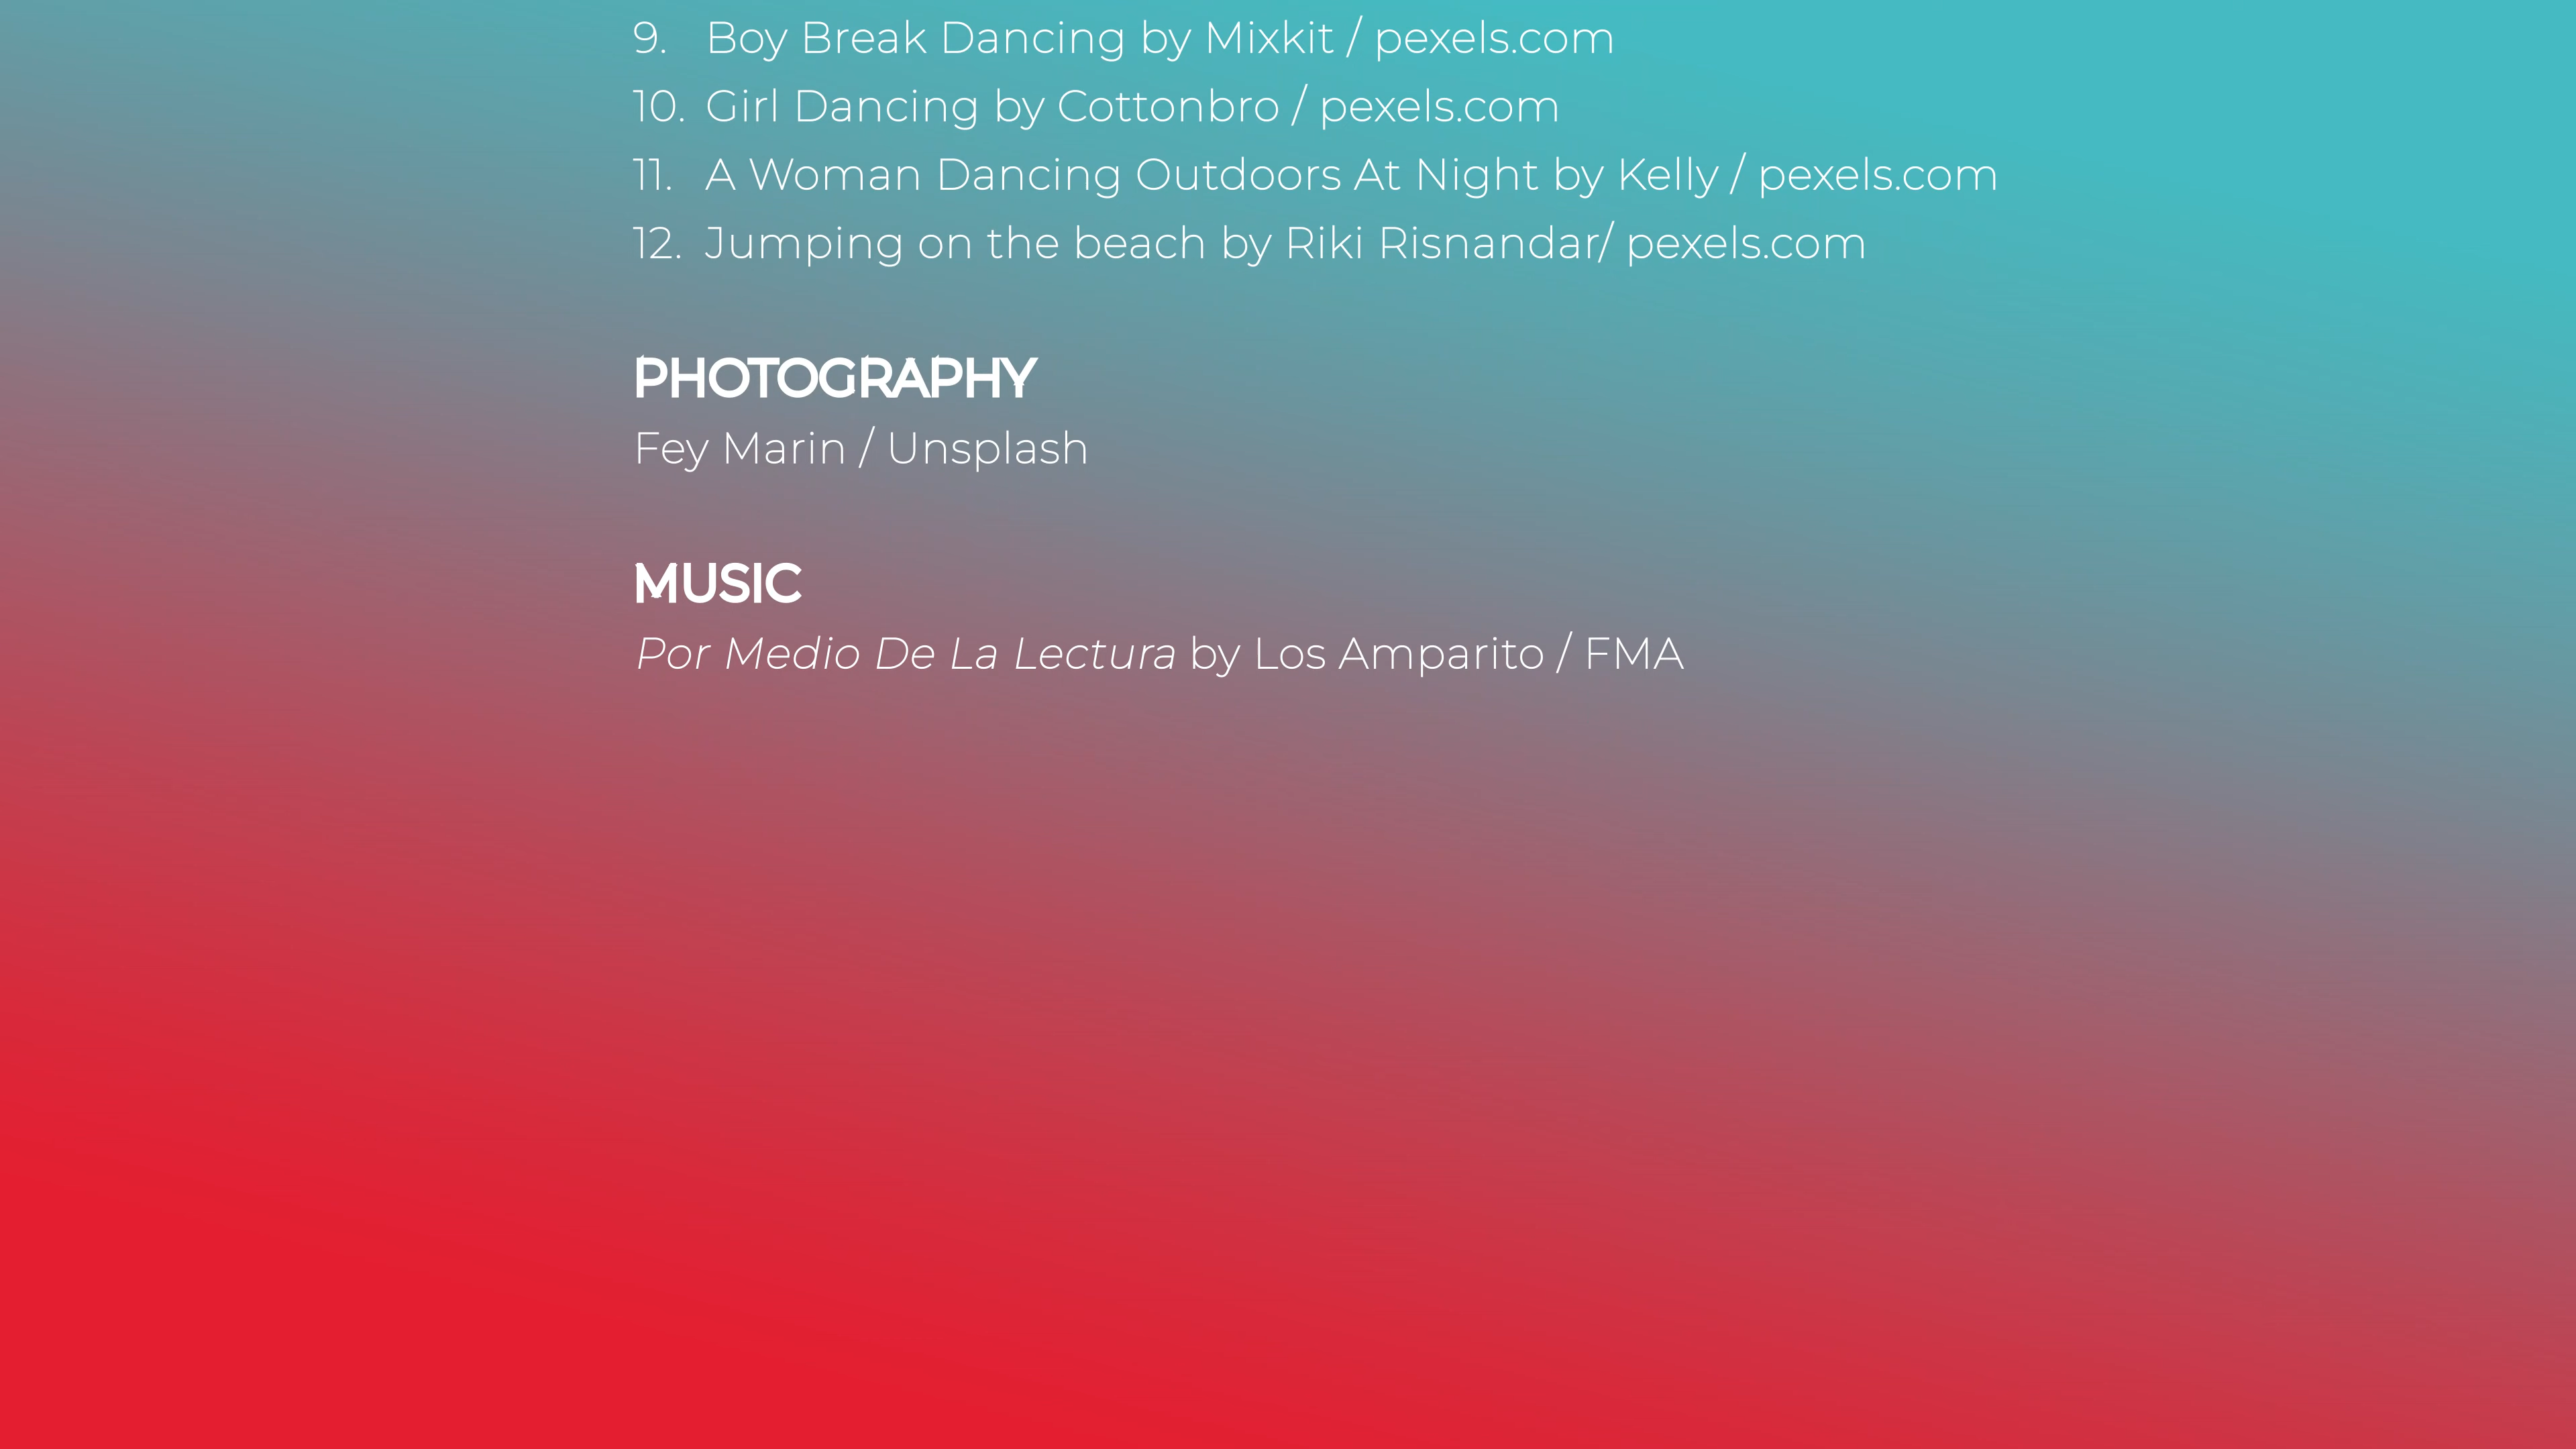 9. Boy Break Dancing by Mixkit / pexels.com
10. Girl Dancing by Cottonbro / pexels.com
11. A Woman Dancing Outdoors At Night by Kelly / pexels.com
12. Jumping on the beach by Riki Risnandar/ pexels.com
PHOTOGRAPHY
Fey Marin / Unsplash
MUSIC
Por Medio De La Lectura by Los Amparito / FMA